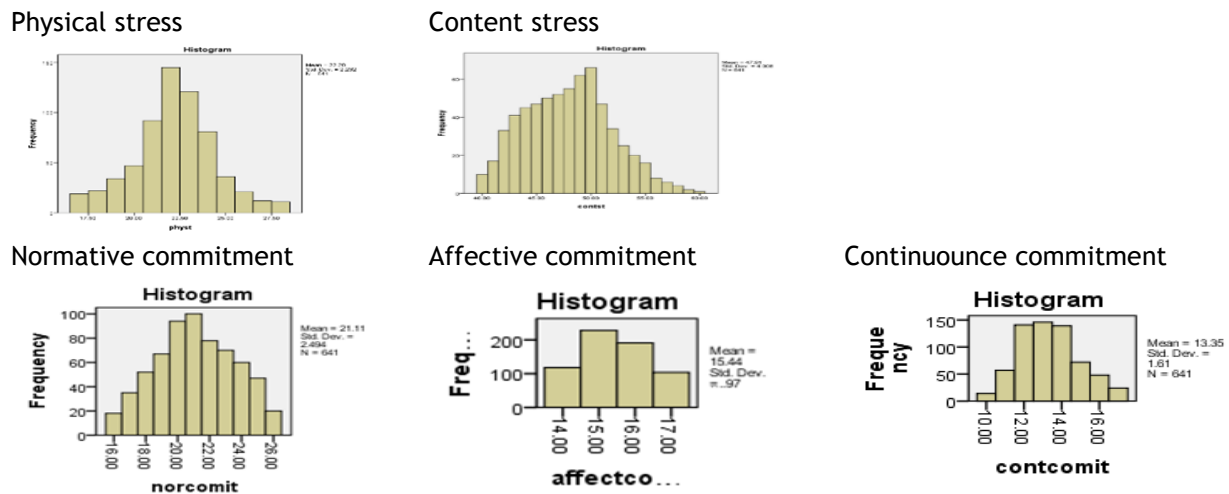 Physical stress
Content stress
Histogram
Frequency
physt
Histogram
Frequency
contst
Normative commitment
Affective commitment
Continuounce commitment
Histogram
Frequency
100
80
60
40
20
0
16.00
18.00
20.00
22.00
24.00
26.00
norcomit
Mean = 21.11
Std. Dev. =
2.494
N = 641
Histogram
Freq...
200
100
0
14.00
15.00
16.00
17.00
affectco...
Mean =
15.44
Std. Dev.
= .97
Histogram
Freque
ncy
150
100
50
0
10.00
12.00
14.00
16.00
contcomit
Mean = 13.35
Std. Dev. =
1.61
N = 641